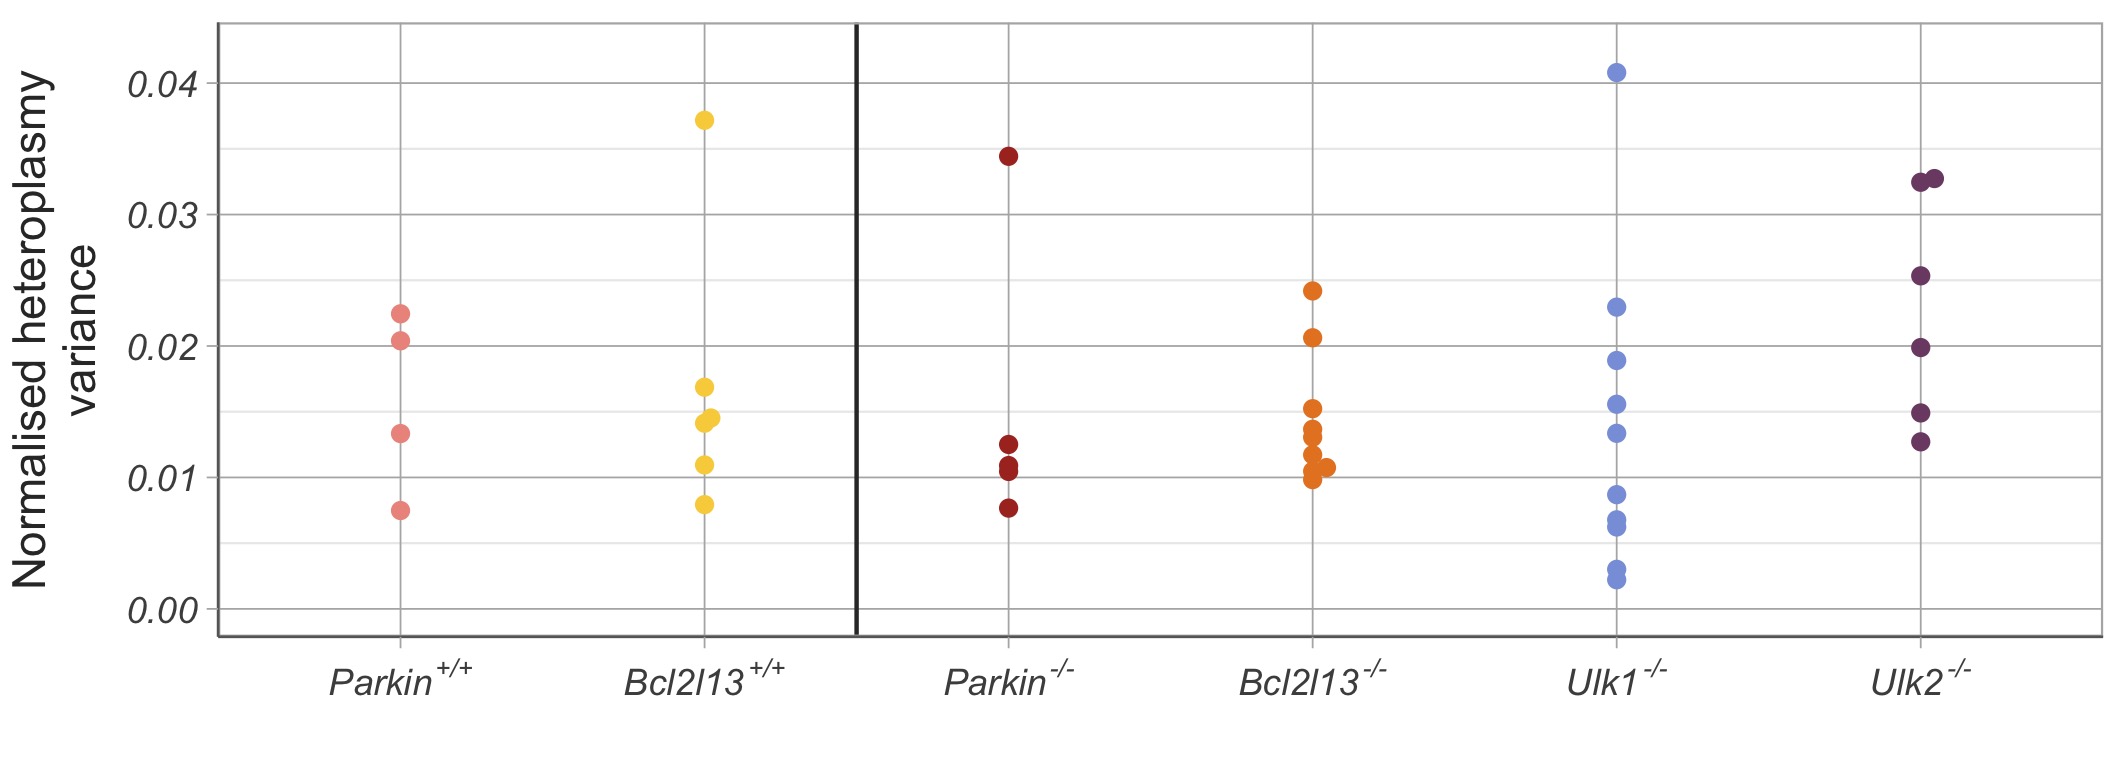 Normalised heteroplasmy
variance
0.04
0.03
0.02
0.01
0.00
Parkin+/+ Bcl2l13+/+ Parkin-/- Bcl2l13-/- Ulk1-/- Ulk2-/-